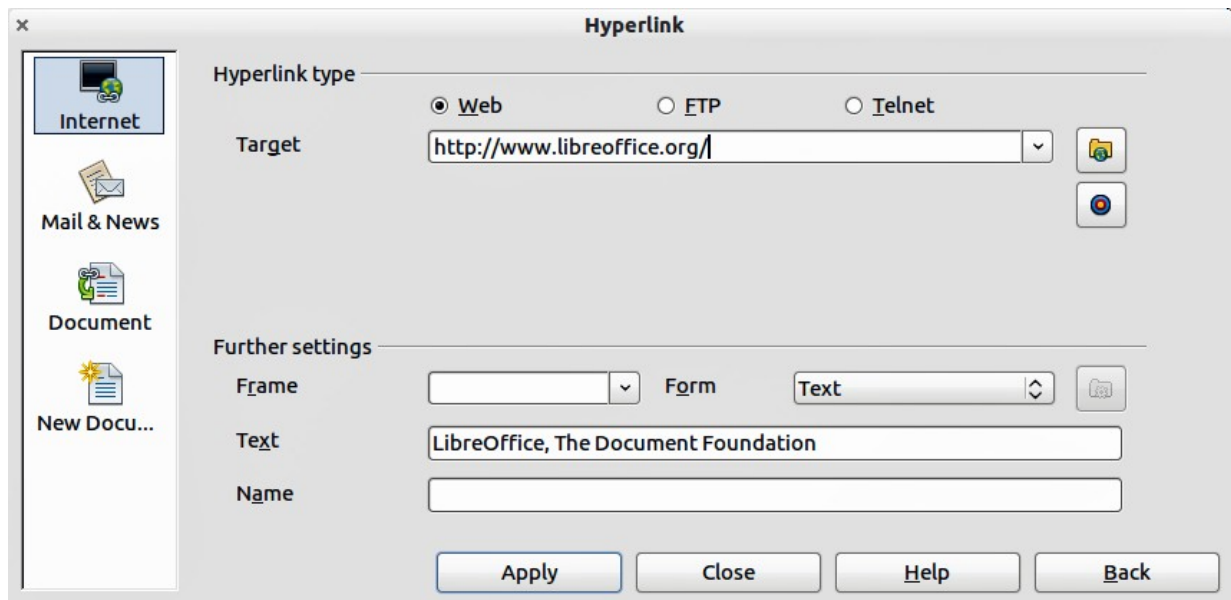 Hyperlink
Internet
Mail & News
Document
New Docu...
Hyperlink type
Web FTP Telnet
Target http://www.libreoffice.org/
Further settings
Frame Form Text
Text LibreOffice, The Document Foundation
Name
Apply Close Help Back